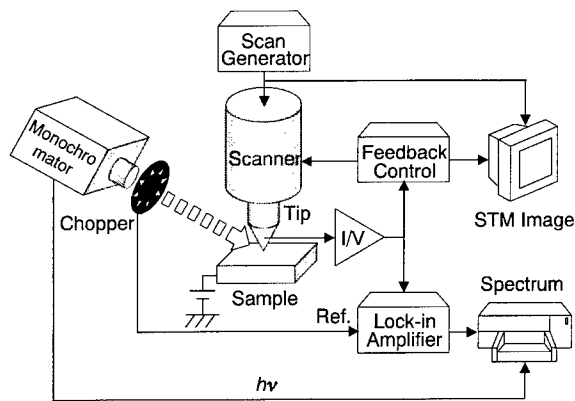 Scan
Generator
Monochro
mator
Scanner
Feedback
Control
Chopper
Tip
I/V
STM Image
Sample
Spectrum
Ref.
Lock-in
Amplifier
hν